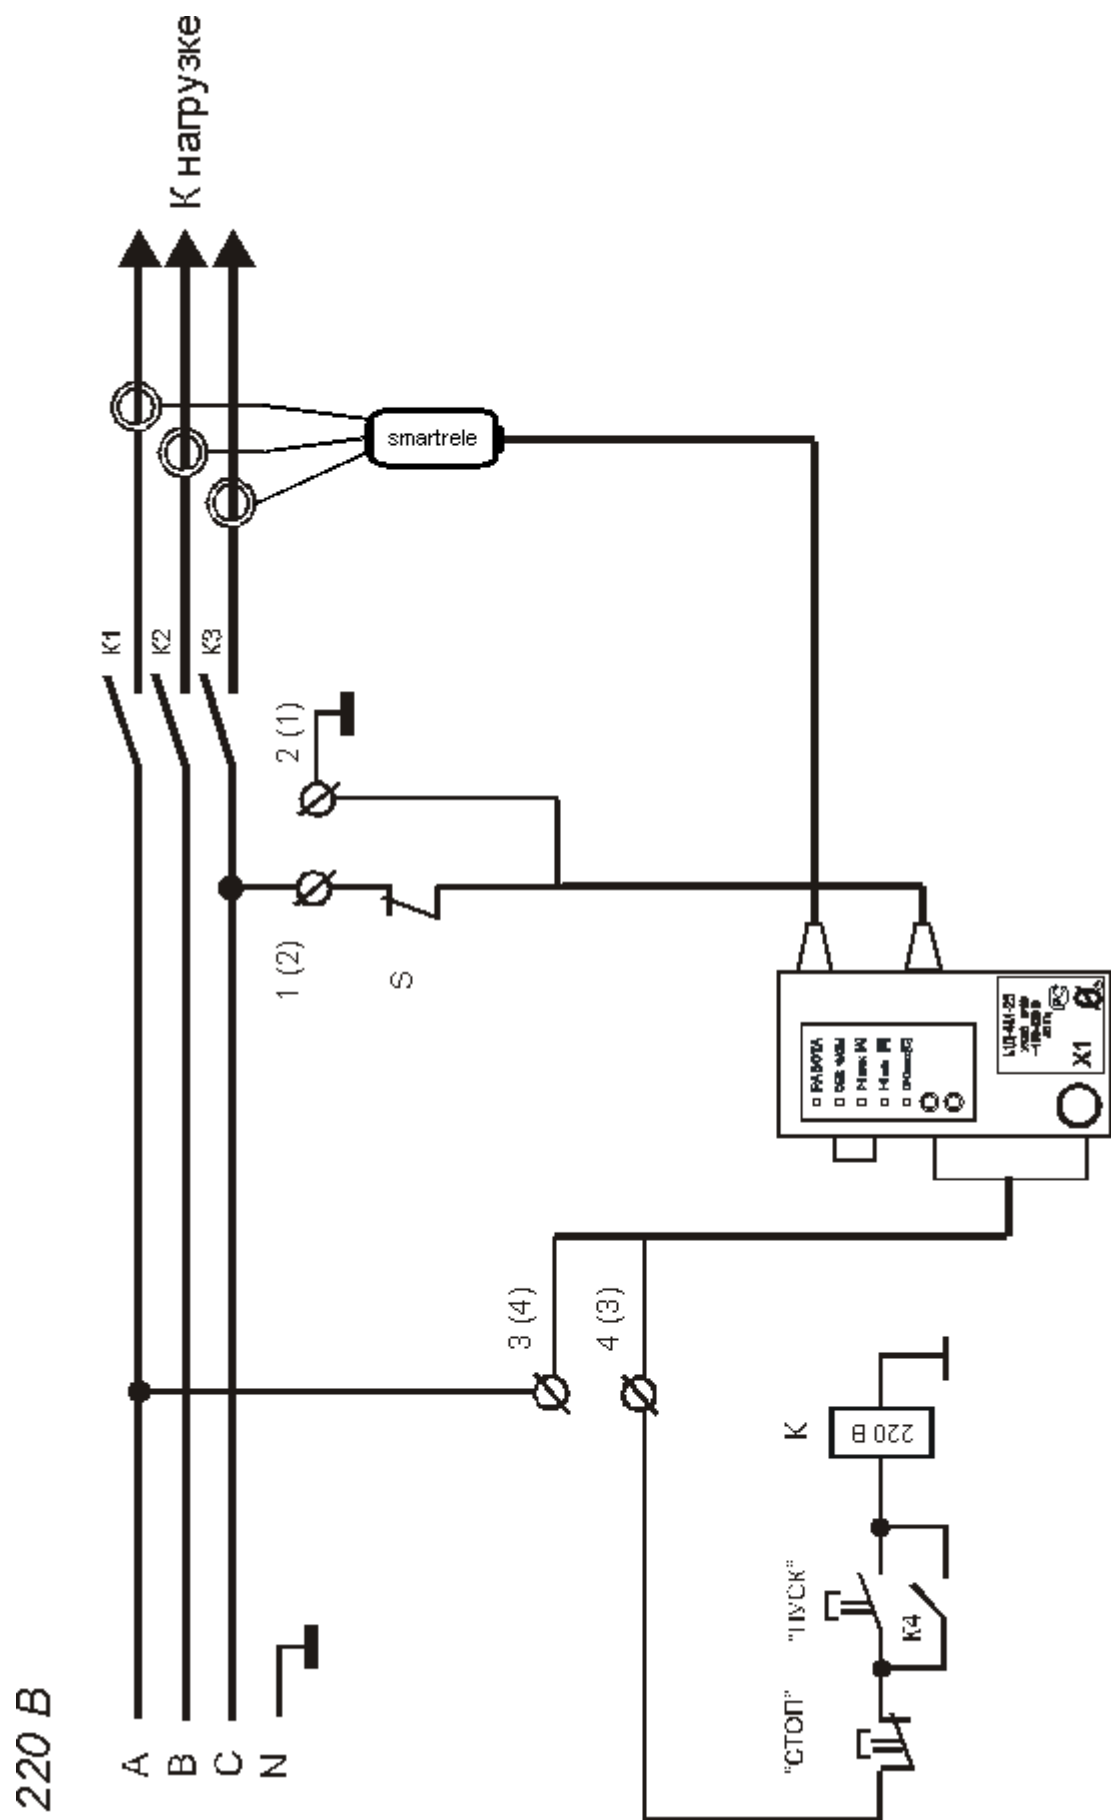 220 В
A
B
C
N
K1
K2
K3
К нагрузке
1 (2)
2 (1)
S
smartrele
3 (4)
4 (3)
РАБОТА
X1
"СТОП"
"ПУСК"
K4
K
220 В